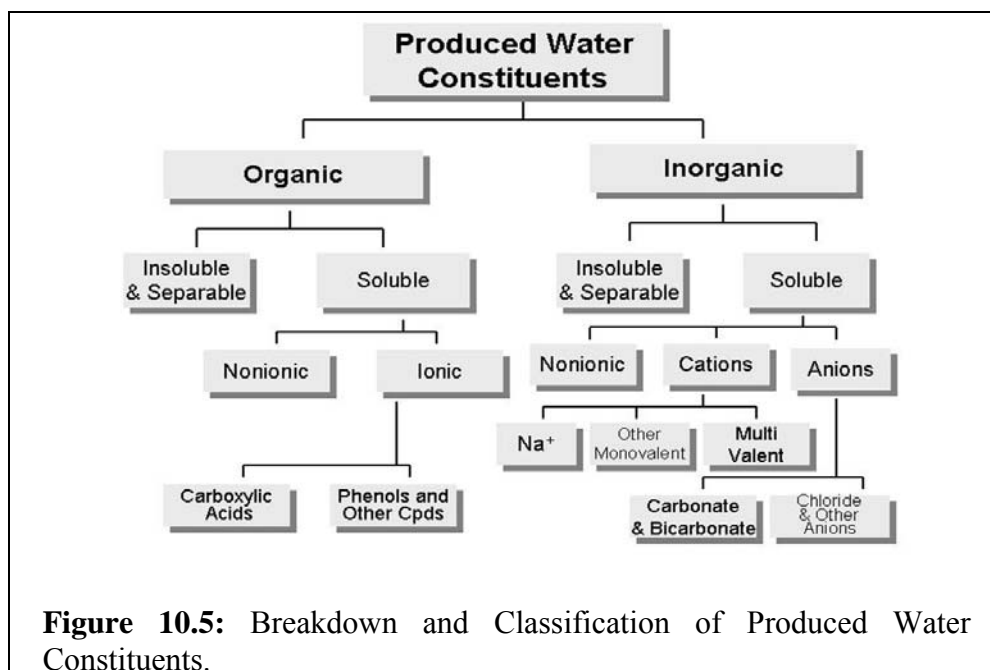 Produced Water
Constituents
Organic
Inorganic
Insoluble
& Separable
Soluble
Insoluble
& Separable
Soluble
Nonionic
Ionic
Nonionic
Cations
Anions
Na⁺
Other
Monovalent
Multi
Valent
Carboxylic
Acids
Phenols and
Other Cpds
Carbonate
& Bicarbonate
Chloride
& Other
Anions
Figure 10.5: Breakdown and Classification of Produced Water
Constituents.